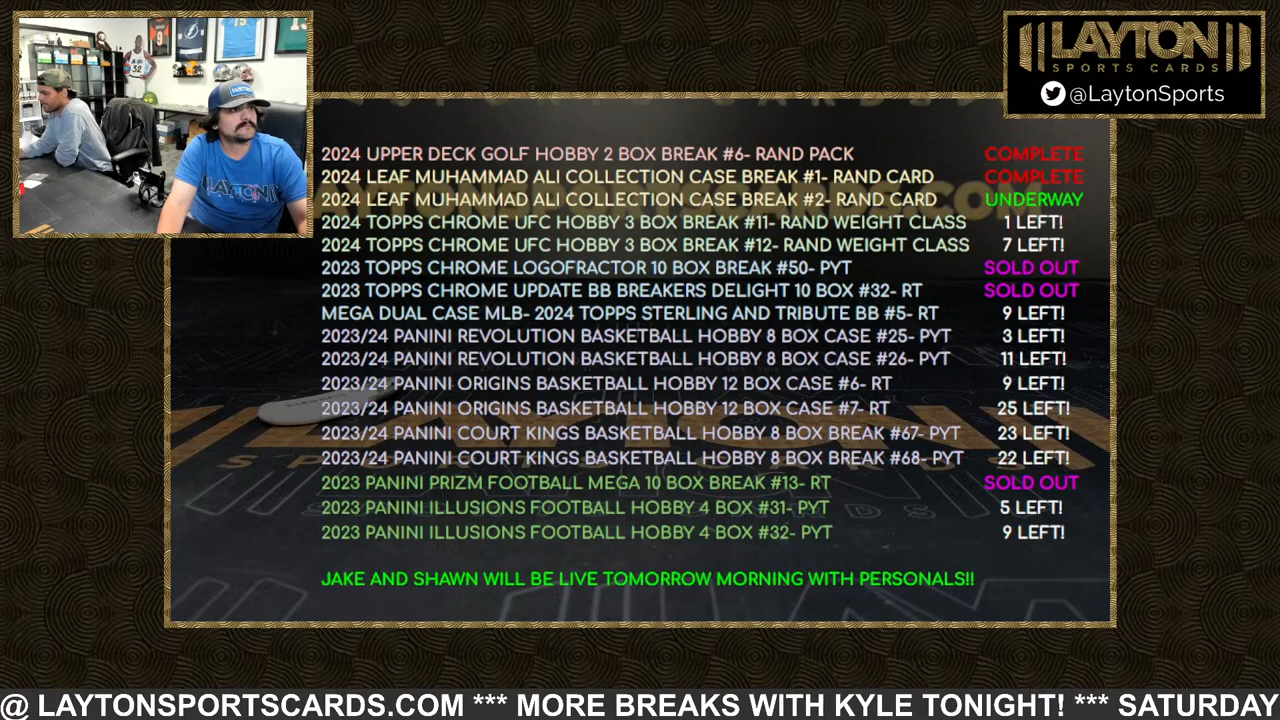 LAYTON
SPORTS CARDS
@LaytonSports
2024 UPPER DECK GOLF HOBBY 2 BOX BREAK #6- RAND PACK COMPLETE
2024 LEAF MUHAMMAD ALI COLLECTION CASE BREAK #1- RAND CARD COMPLETE
2024 LEAF MUHAMMAD ALI COLLECTION CASE BREAK #2- RAND CARD UNDERWAY
2024 TOPPS CHROME UFC HOBBY 3 BOX BREAK #11- RAND WEIGHT CLASS 1 LEFT!
2024 TOPPS CHROME UFC HOBBY 3 BOX BREAK #12- RAND WEIGHT CLASS 7 LEFT!
2023 TOPPS CHROME LOGOFRACTOR 10 BOX BREAK #50- PYT SOLD OUT
2023 TOPPS CHROME UPDATE BB BREAKERS DELIGHT 10 BOX #32- RT SOLD OUT
MEGA DUAL CASE MLB- 2024 TOPPS STERLING AND TRIBUTE BB #5- RT 9 LEFT!
2023/24 PANINI REVOLUTION BASKETBALL HOBBY 8 BOX CASE #25- PYT 3 LEFT!
2023/24 PANINI REVOLUTION BASKETBALL HOBBY 8 BOX CASE #26- PYT 11 LEFT!
2023/24 PANINI ORIGINS BASKETBALL HOBBY 12 BOX CASE #6- RT 9 LEFT!
2023/24 PANINI ORIGINS BASKETBALL HOBBY 12 BOX CASE #7- RT 25 LEFT!
2023/24 PANINI COURT KINGS BASKETBALL HOBBY 8 BOX BREAK #67- PYT 23 LEFT!
2023/24 PANINI COURT KINGS BASKETBALL HOBBY 8 BOX BREAK #68- PYT 22 LEFT!
2023 PANINI PRIZM FOOTBALL MEGA 10 BOX BREAK #13- RT SOLD OUT
2023 PANINI ILLUSIONS FOOTBALL HOBBY 4 BOX #31- PYT 5 LEFT!
2023 PANINI ILLUSIONS FOOTBALL HOBBY 4 BOX #32- PYT 9 LEFT!
JAKE AND SHAWN WILL BE LIVE TOMORROW MORNING WITH PERSONALS!!
@ LAYTONSPORTSCARDS.COM *** MORE BREAKS WITH KYLE TONIGHT! *** SATURDAY